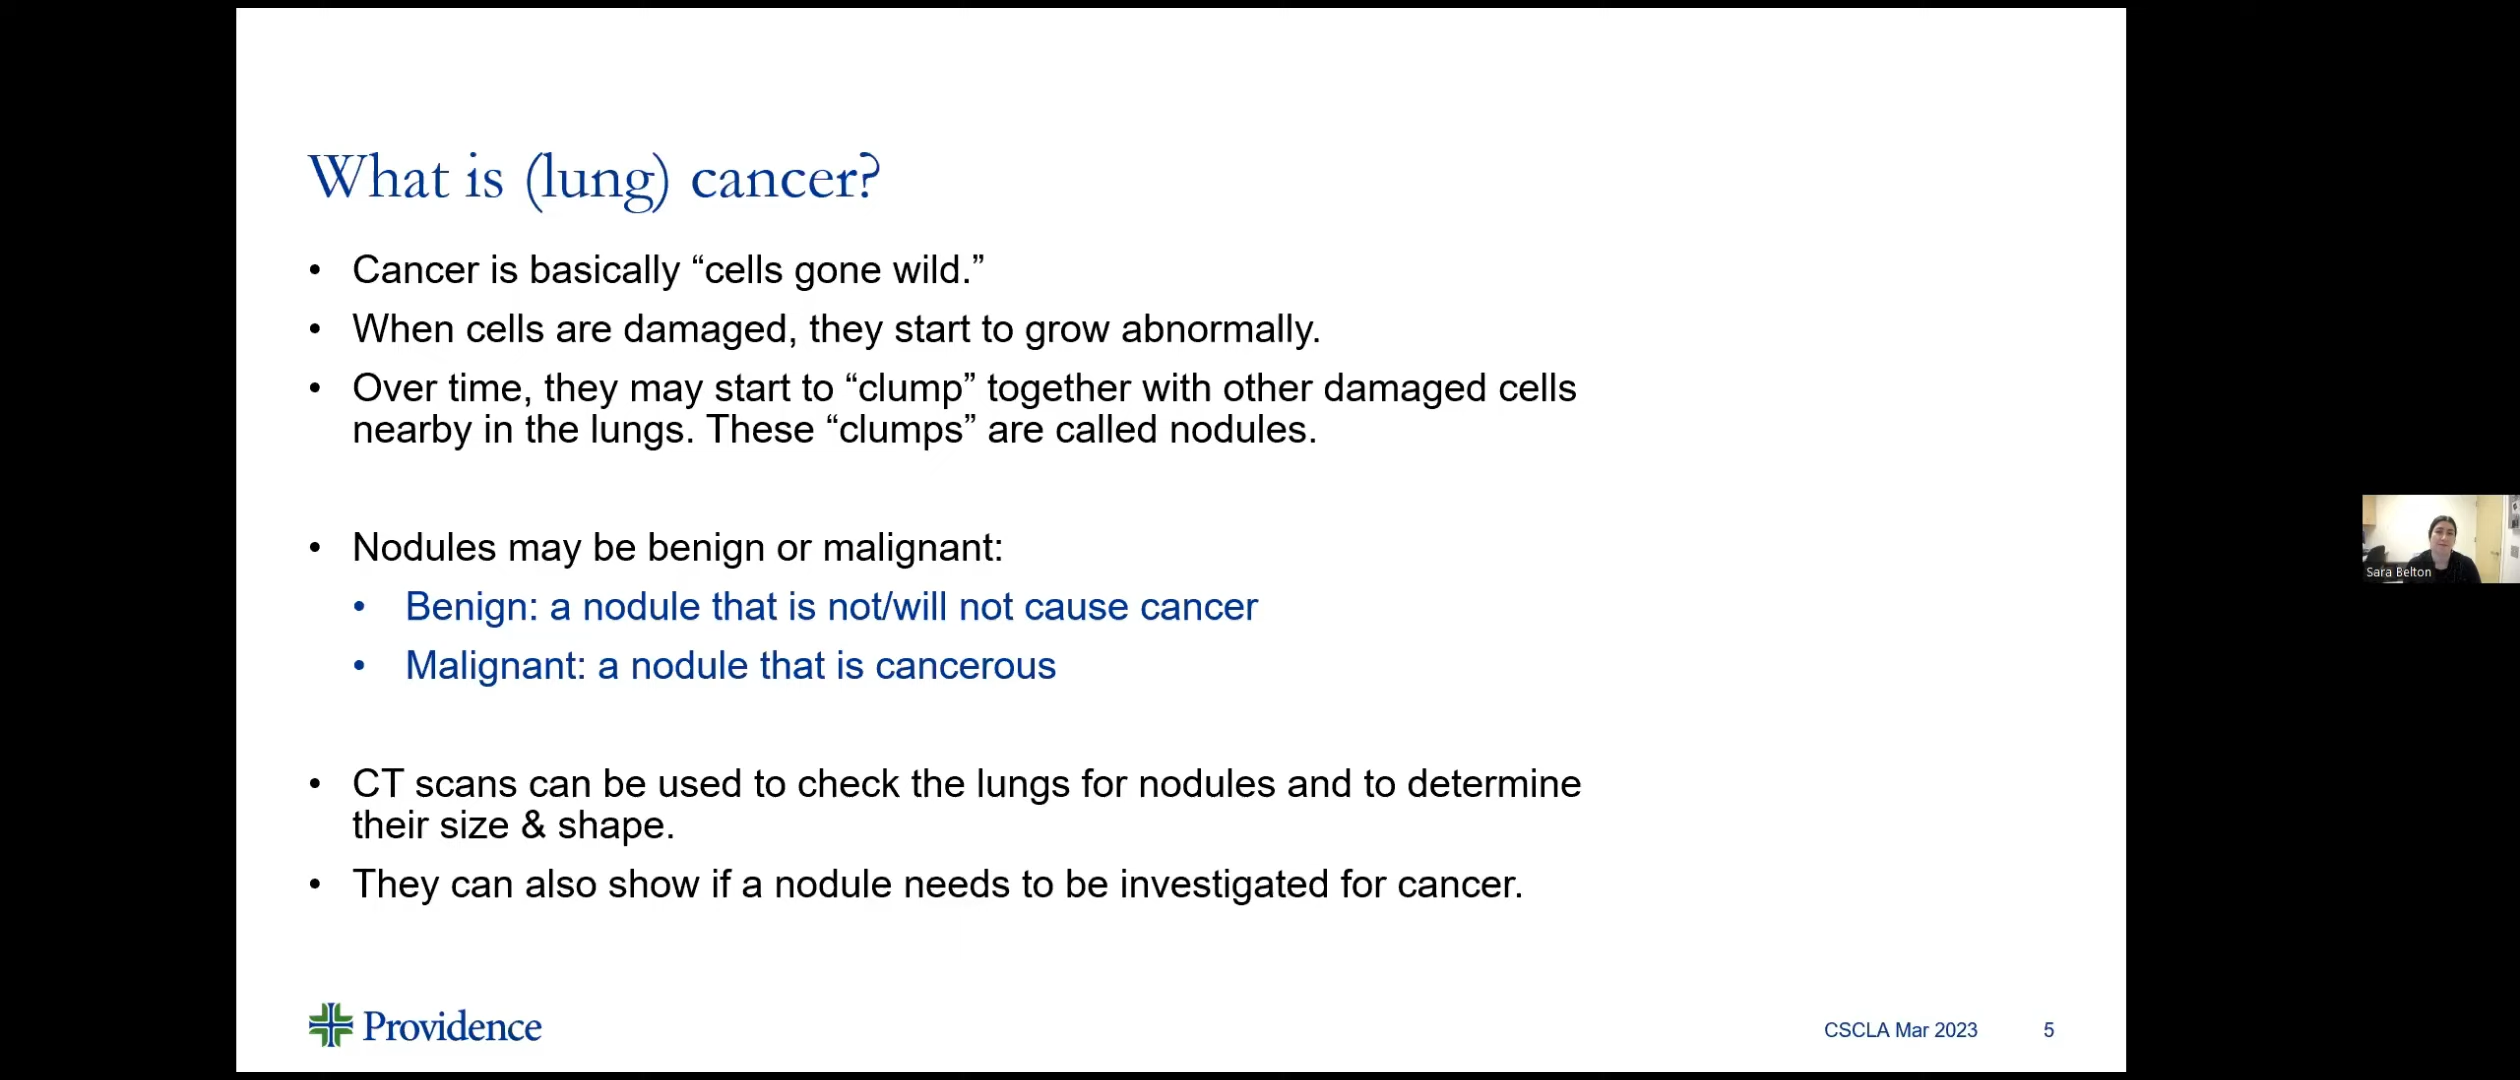 What is (lung) cancer?
• Cancer is basically “cells gone wild.”
• When cells are damaged, they start to grow abnormally.
• Over time, they may start to “clump” together with other damaged cells
nearby in the lungs. These “clumps” are called nodules.
• Nodules may be benign or malignant:
• Benign: a nodule that is not/will not cause cancer
• Malignant: a nodule that is cancerous
• CT scans can be used to check the lungs for nodules and to determine
their size & shape.
• They can also show if a nodule needs to be investigated for cancer.
Sara Belton
Providence
CSCLA Mar 2023 5